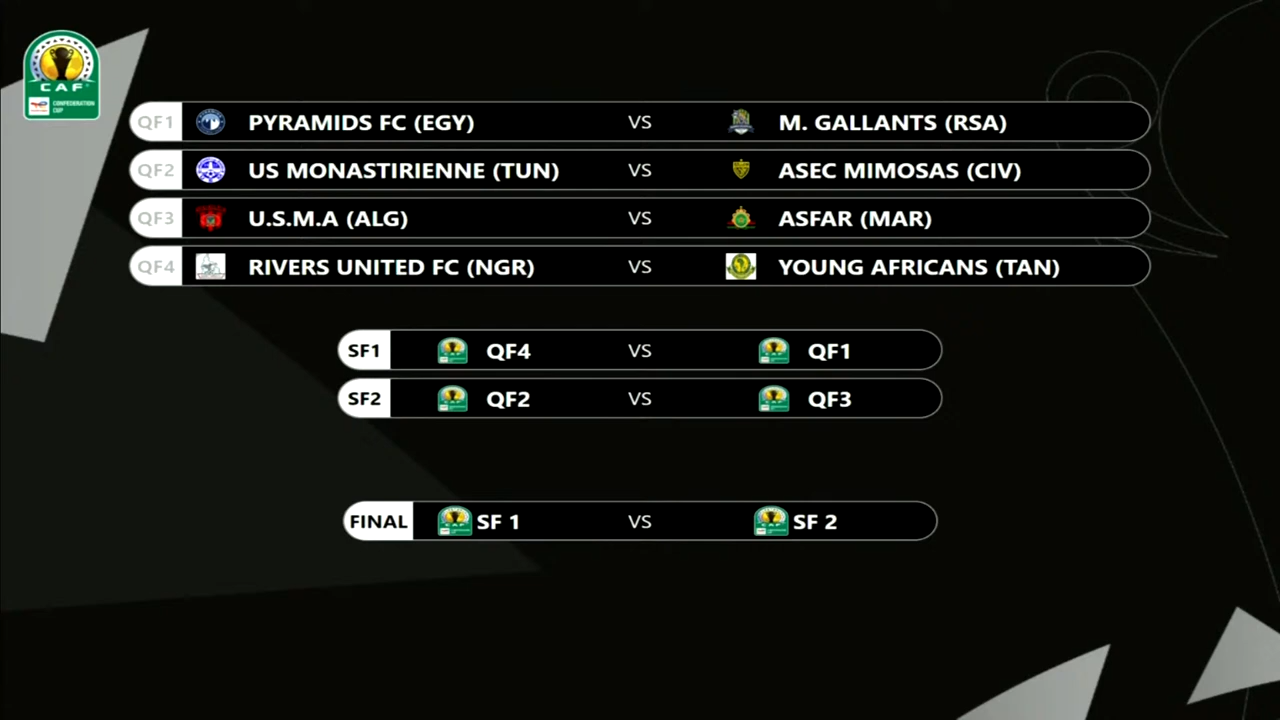 CAF
CONFEDERATION
CUP
QF1 PYRAMIDS FC (EGY) VS M. GALLANTS (RSA)
QF2 US MONASTIRIENNE (TUN) VS ASEC MIMOSAS (CIV)
QF3 U.S.M.A (ALG) VS ASFAR (MAR)
QF4 RIVERS UNITED FC (NGR) VS YOUNG AFRICANS (TAN)
SF1 QF4 VS QF1
SF2 QF2 VS QF3
FINAL SF 1 VS SF 2